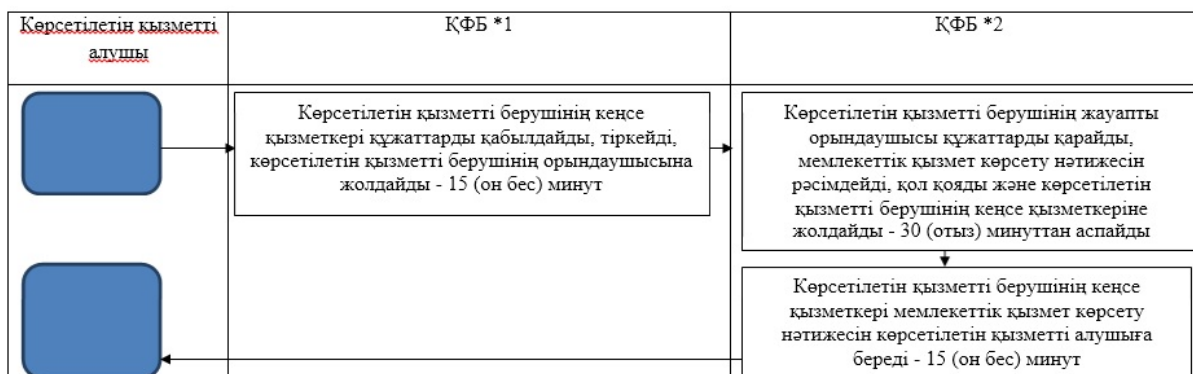 Көрсетілетін қызметті
алушы
ҚФБ *1
ҚФБ *2
Көрсетілетін қызметті берушінің кеңсе
қызметкері құжаттарды қабылдайды, тіркейді,
көрсетілетін қызметті берушінің орындаушысына
жолдайды - 15 (он бес) минут
Көрсетілетін қызметті берушінің жауапты
орындаушысы құжаттарды қарайды,
мемлекеттік қызмет көрсету нәтижесін
рәсімдейді, қол қояды және көрсетілетін
қызметті берушінің кеңсе қызметкеріне
жолдайды - 30 (отыз) минуттан аспайды
Көрсетілетін қызметті берушінің кеңсе
қызметкері мемлекеттік қызмет көрсету
нәтижесін көрсетілетін қызметті алушыға
береді - 15 (он бес) минут